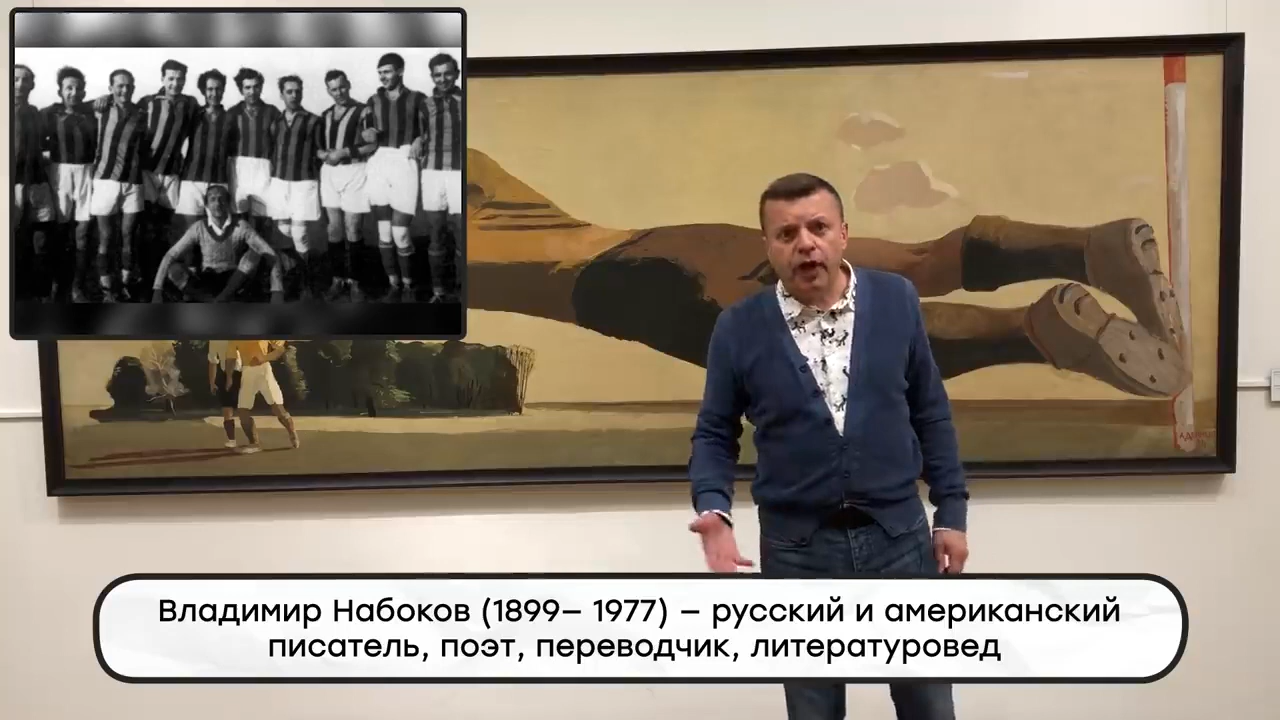 Владимир Набоков (1899– 1977) – русский и американский
писатель, поэт, переводчик, литературовед